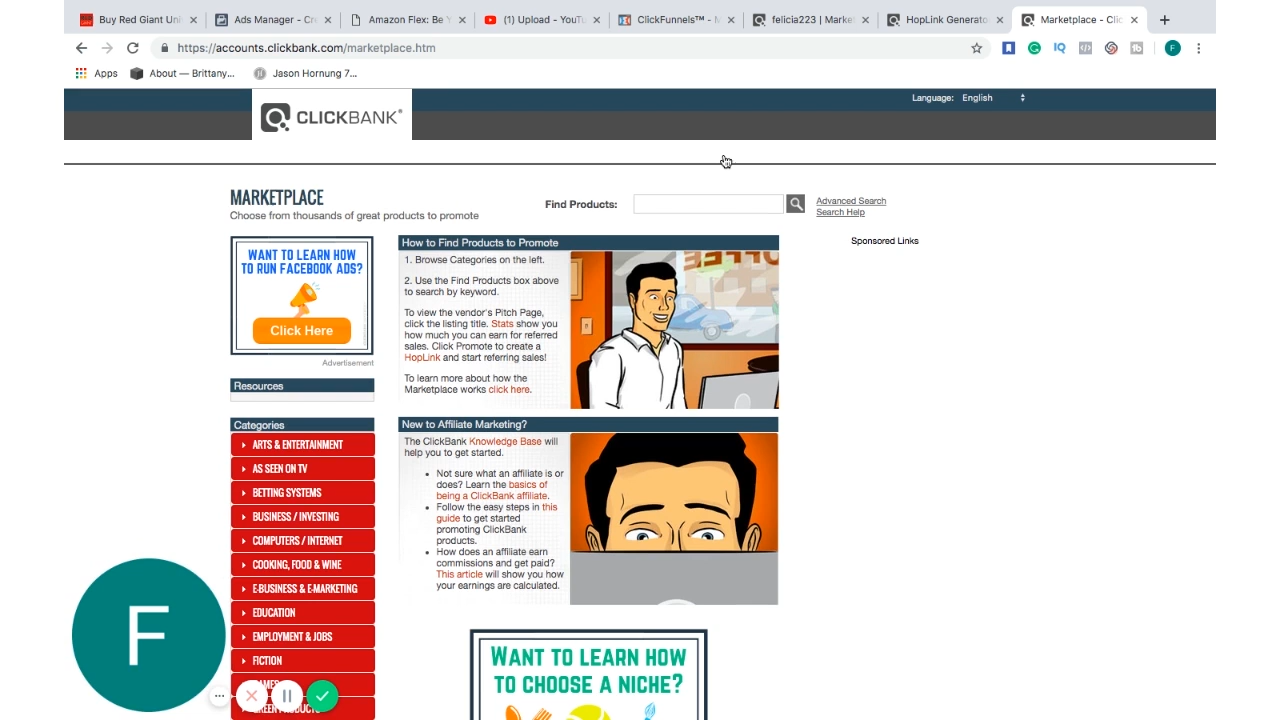 Buy Red Giant Uni
Ads Manager - Cre
Amazon Flex: Be Y
(1) Upload - YouTu
ClickFunnels™ - M
felicia223 | Market
HopLink Generato
Marketplace - Clic
https://accounts.clickbank.com/marketplace.htm
Apps
About — Brittany...
Jason Hornung 7...
Language: English
CLICKBANK
MARKETPLACE
Choose from thousands of great products to promote
Find Products:
Advanced Search
Search Help
Sponsored Links
WANT TO LEARN HOW
TO RUN FACEBOOK ADS?
Click Here
Advertisement
Resources
Categories
ARTS & ENTERTAINMENT
AS SEEN ON TV
BETTING SYSTEMS
BUSINESS / INVESTING
COMPUTERS / INTERNET
COOKING, FOOD & WINE
E-BUSINESS & E-MARKETING
EDUCATION
EMPLOYMENT & JOBS
FICTION
GAMES
GREEN PRODUCTS
How to Find Products to Promote
1. Browse Categories on the left.
2. Use the Find Products box above
to search by keyword.
To view the vendor's Pitch Page,
click the listing title. Stats show you
how much you can earn for referred
sales. Click Promote to create a
HopLink and start referring sales!
To learn more about how the
Marketplace works click here.
COFFEE
New to Affiliate Marketing?
The ClickBank Knowledge Base will
help you to get started.
Not sure what an affiliate is or
does? Learn the basics of
being a ClickBank affiliate.
Follow the easy steps in this
guide to get started
promoting ClickBank
products.
How does an affiliate earn
commissions and get paid?
This article will show you how
your earnings are calculated.
WANT TO LEARN HOW
TO CHOOSE A NICHE?
F
F